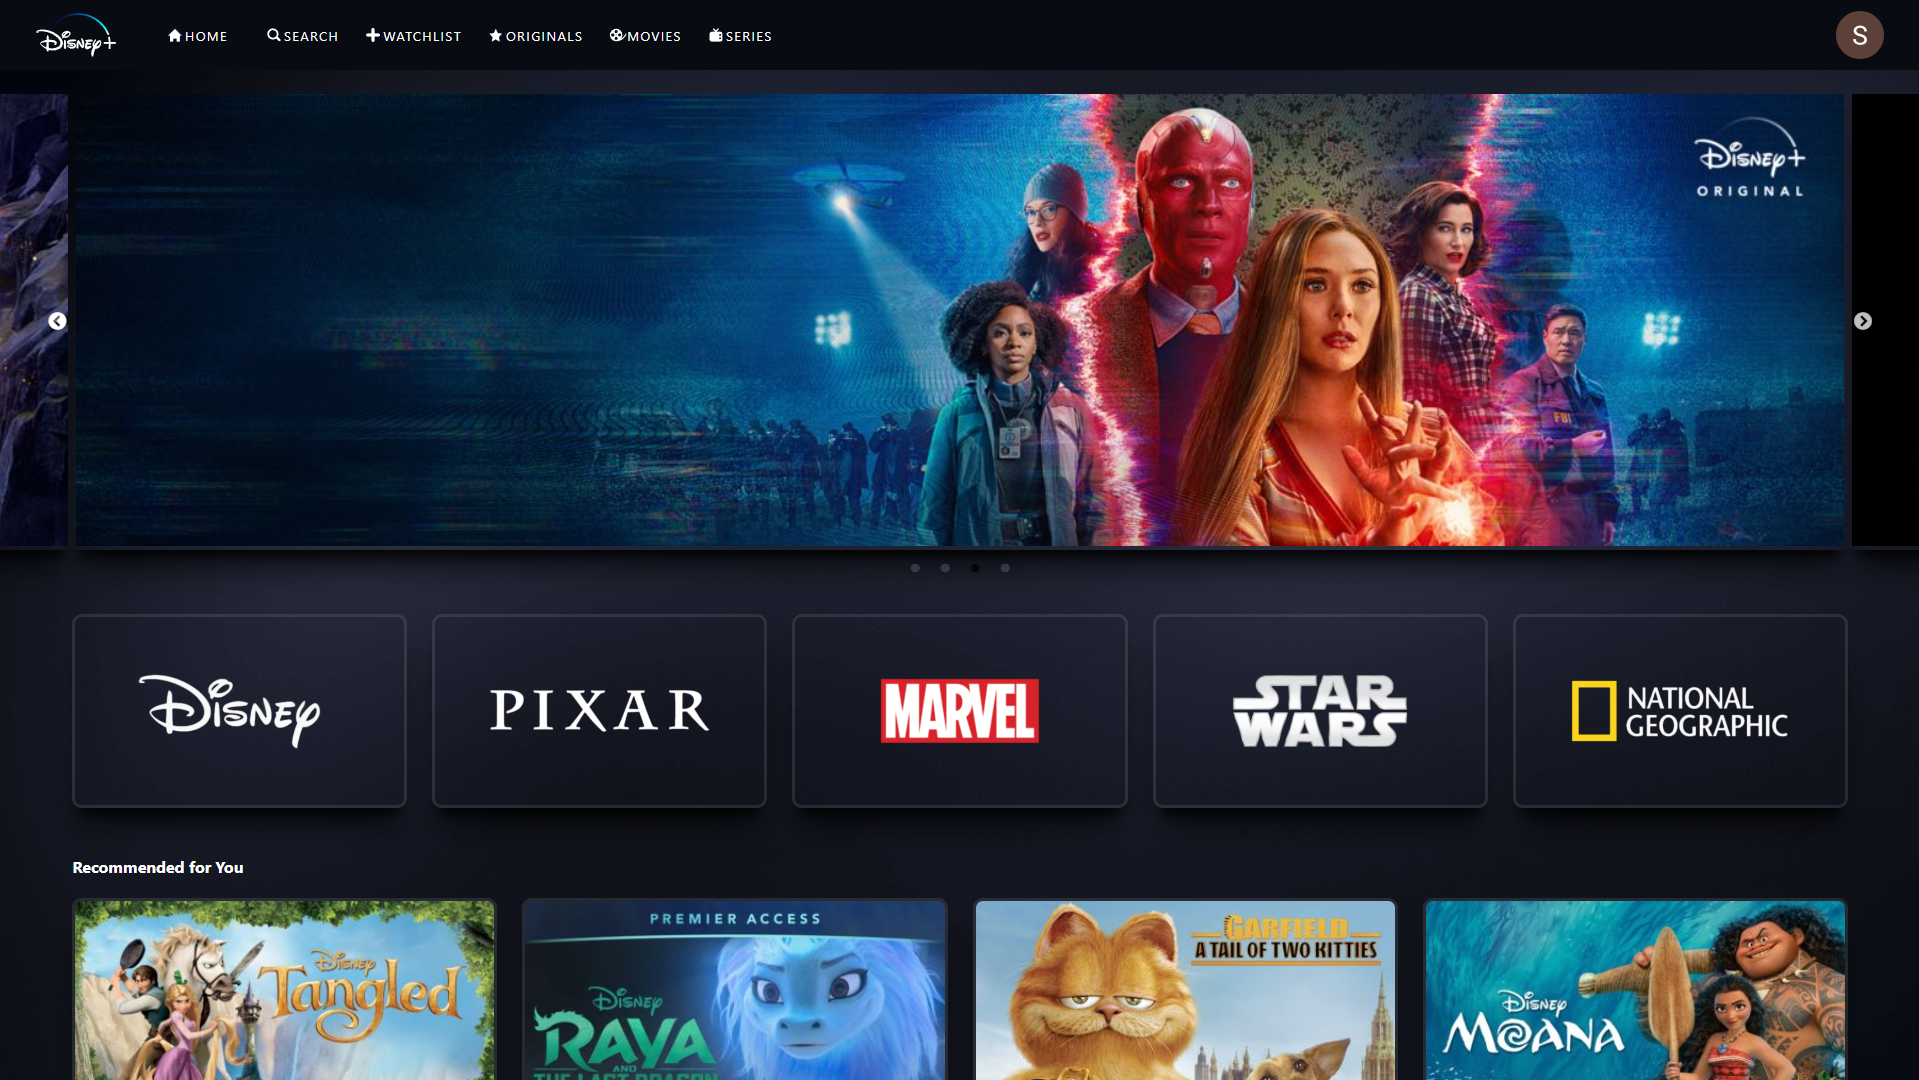 Disney+
HOME
SEARCH
WATCHLIST
ORIGINALS
MOVIES
SERIES
S
Disney+
ORIGINAL
FBI
Disney
PIXAR
MARVEL
STAR
WARS
NATIONAL
GEOGRAPHIC
Recommended for You
Disney
Tangled
PREMIER ACCESS
Disney
RAYA
AND
THE LAST DRAGON
GARFIELD
A TAIL OF TWO KITTIES
Disney
MOANA